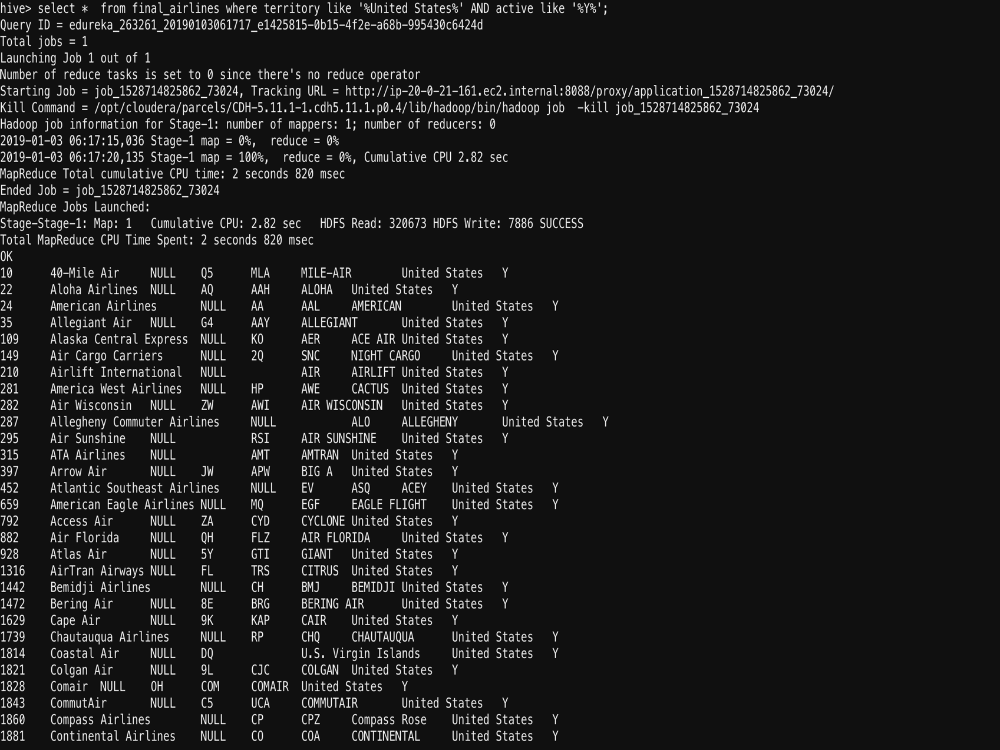 hive> select *  from final_airlines where territory like '%United States%' AND active like '%Y%';
Query ID = edureka_263261_20190103061717_e1425815-0b15-4f2e-a68b-995430c6424d
Total jobs = 1
Launching Job 1 out of 1
Number of reduce tasks is set to 0 since there's no reduce operator
Starting Job = job_1528714825862_73024, Tracking URL = http://ip-20-0-21-161.ec2.internal:8088/proxy/application_1528714825862_73024/
Kill Command = /opt/cloudera/parcels/CDH-5.11.1-1.cdh5.11.1.p0.4/lib/hadoop/bin/hadoop job  -kill job_1528714825862_73024
Hadoop job information for Stage-1: number of mappers: 1; number of reducers: 0
2019-01-03 06:17:15,036 Stage-1 map = 0%,  reduce = 0%
2019-01-03 06:17:20,135 Stage-1 map = 100%,  reduce = 0%, Cumulative CPU 2.82 sec
MapReduce Total cumulative CPU time: 2 seconds 820 msec
Ended Job = job_1528714825862_73024
MapReduce Jobs Launched:
Stage-Stage-1: Map: 1   Cumulative CPU: 2.82 sec   HDFS Read: 320673 HDFS Write: 7886 SUCCESS
Total MapReduce CPU Time Spent: 2 seconds 820 msec
OK
10 40-Mile Air NULL Q5 MLA MILE-AIR United States Y
22 Aloha Airlines NULL AQ AAH ALOHA United States Y
24 American Airlines NULL AA AAL AMERICAN United States Y
35 Allegiant Air NULL G4 AAY ALLEGIANT United States Y
109 Alaska Central Express NULL KO AER ACE AIR United States Y
149 Air Cargo Carriers NULL 2Q SNC NIGHT CARGO United States Y
210 Airlift International NULL AIR AIRLIFT United States Y
281 America West Airlines NULL HP AWE CACTUS United States Y
282 Air Wisconsin NULL ZW AWI AIR WISCONSIN United States Y
287 Allegheny Commuter Airlines NULL ALO ALLEGHENY United States Y
295 Air Sunshine NULL RSI AIR SUNSHINE United States Y
315 ATA Airlines NULL AMT AMTRAN United States Y
397 Arrow Air NULL JW APW BIG A United States Y
452 Atlantic Southeast Airlines NULL EV ASQ ACEY United States Y
659 American Eagle Airlines NULL MQ EGF EAGLE FLIGHT United States Y
792 Access Air NULL ZA CYD CYCLONE United States Y
882 Air Florida NULL QH FLZ AIR FLORIDA United States Y
928 Atlas Air NULL 5Y GTI GIANT United States Y
1316 AirTran Airways NULL FL TRS CITRUS United States Y
1442 Bemidji Airlines NULL CH BMJ BEMIDJI United States Y
1472 Bering Air NULL 8E BRG BERING AIR United States Y
1629 Cape Air NULL 9K KAP CAIR United States Y
1739 Chautauqua Airlines NULL RP CHQ CHAUTAUQUA United States Y
1814 Coastal Air NULL DQ U.S. Virgin Islands United States Y
1821 Colgan Air NULL 9L CJC COLGAN United States Y
1828 Comair NULL OH COM COMAIR United States Y
1843 CommutAir NULL C5 UCA COMMUTAIR United States Y
1860 Compass Airlines NULL CP CPZ Compass Rose United States Y
1881 Continental Airlines NULL CO COA CONTINENTAL United States Y